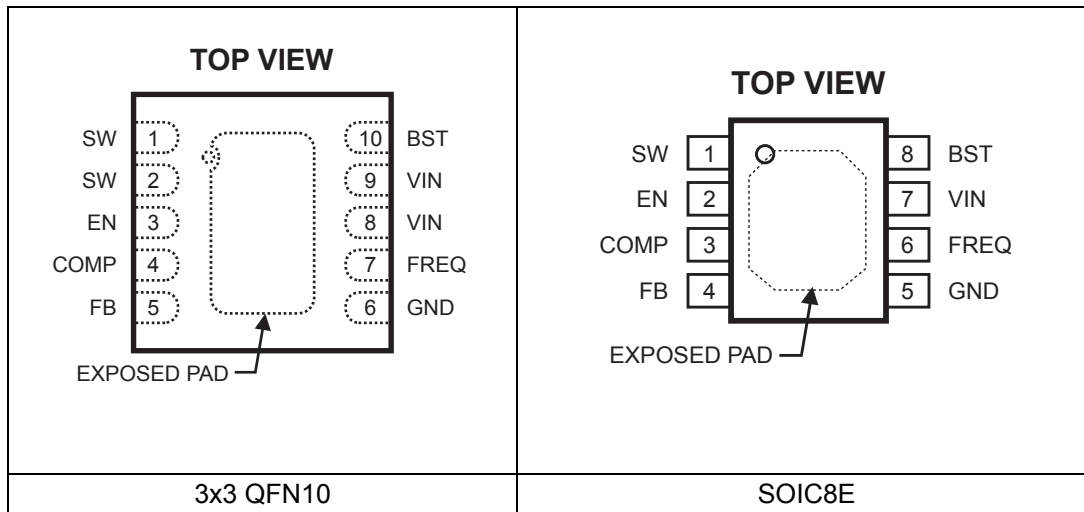 TOP VIEW
SW 1 10 BST
SW 2 9 VIN
EN 3 8 VIN
COMP 4 7 FREQ
FB 5 6 GND
EXPOSED PAD
3x3 QFN10
TOP VIEW
SW 1 8 BST
EN 2 7 VIN
COMP 3 6 FREQ
FB 4 5 GND
EXPOSED PAD
SOIC8E